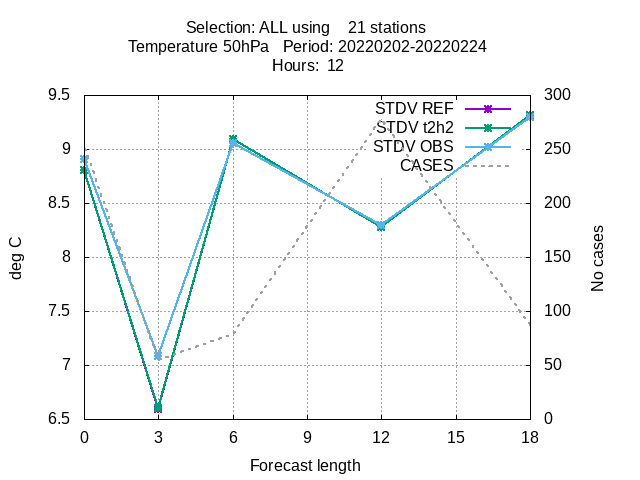 Selection: ALL using    21 stations
Temperature 50hPa   Period: 20220202-20220224
Hours:  12
STDV REF
STDV t2h2
STDV OBS
CASES
9.5
9
8.5
8
7.5
7
6.5
deg C
300
250
200
150
100
50
0
No cases
0 3 6 9 12 15 18
Forecast length